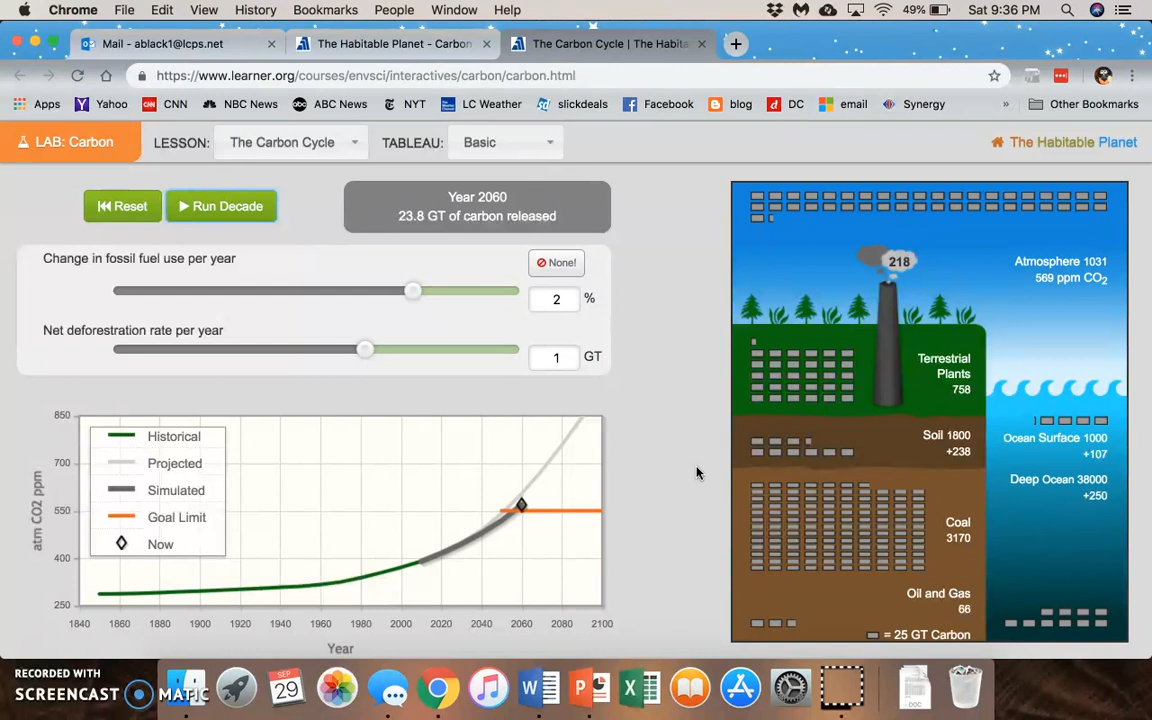 Chrome File Edit View History Bookmarks People Window Help 49% Sat 9:36 PM
Mail - ablack1@lcps.net × The Habitable Planet - Carbon × The Carbon Cycle | The Habita ×
https://www.learner.org/courses/envsci/interactives/carbon/carbon.html
Apps Yahoo CNN NBC News ABC News NYT LC Weather slickdeals Facebook blog DC email Synergy » Other Bookmarks
LAB: Carbon LESSON: The Carbon Cycle TABLEAU: Basic The Habitable Planet
Reset Run Decade
Year 2060
23.8 GT of carbon released
Change in fossil fuel use per year
None!
2 %
Net deforestration rate per year
1 GT
850
700
550
400
250
atm CO2 ppm
Historical
Projected
Simulated
Goal Limit
Now
1840 1860 1880 1900 1920 1940 1960 1980 2000 2020 2040 2060 2080 2100
Year
218
Atmosphere 1031
569 ppm CO2
Terrestrial
Plants
758
Soil 1800
+238
Ocean Surface 1000
+107
Deep Ocean 38000
+250
Coal
3170
Oil and Gas
66
= 25 GT Carbon
RECORDED WITH
SCREENCAST MATIC
SEP
29
W P X
DOC